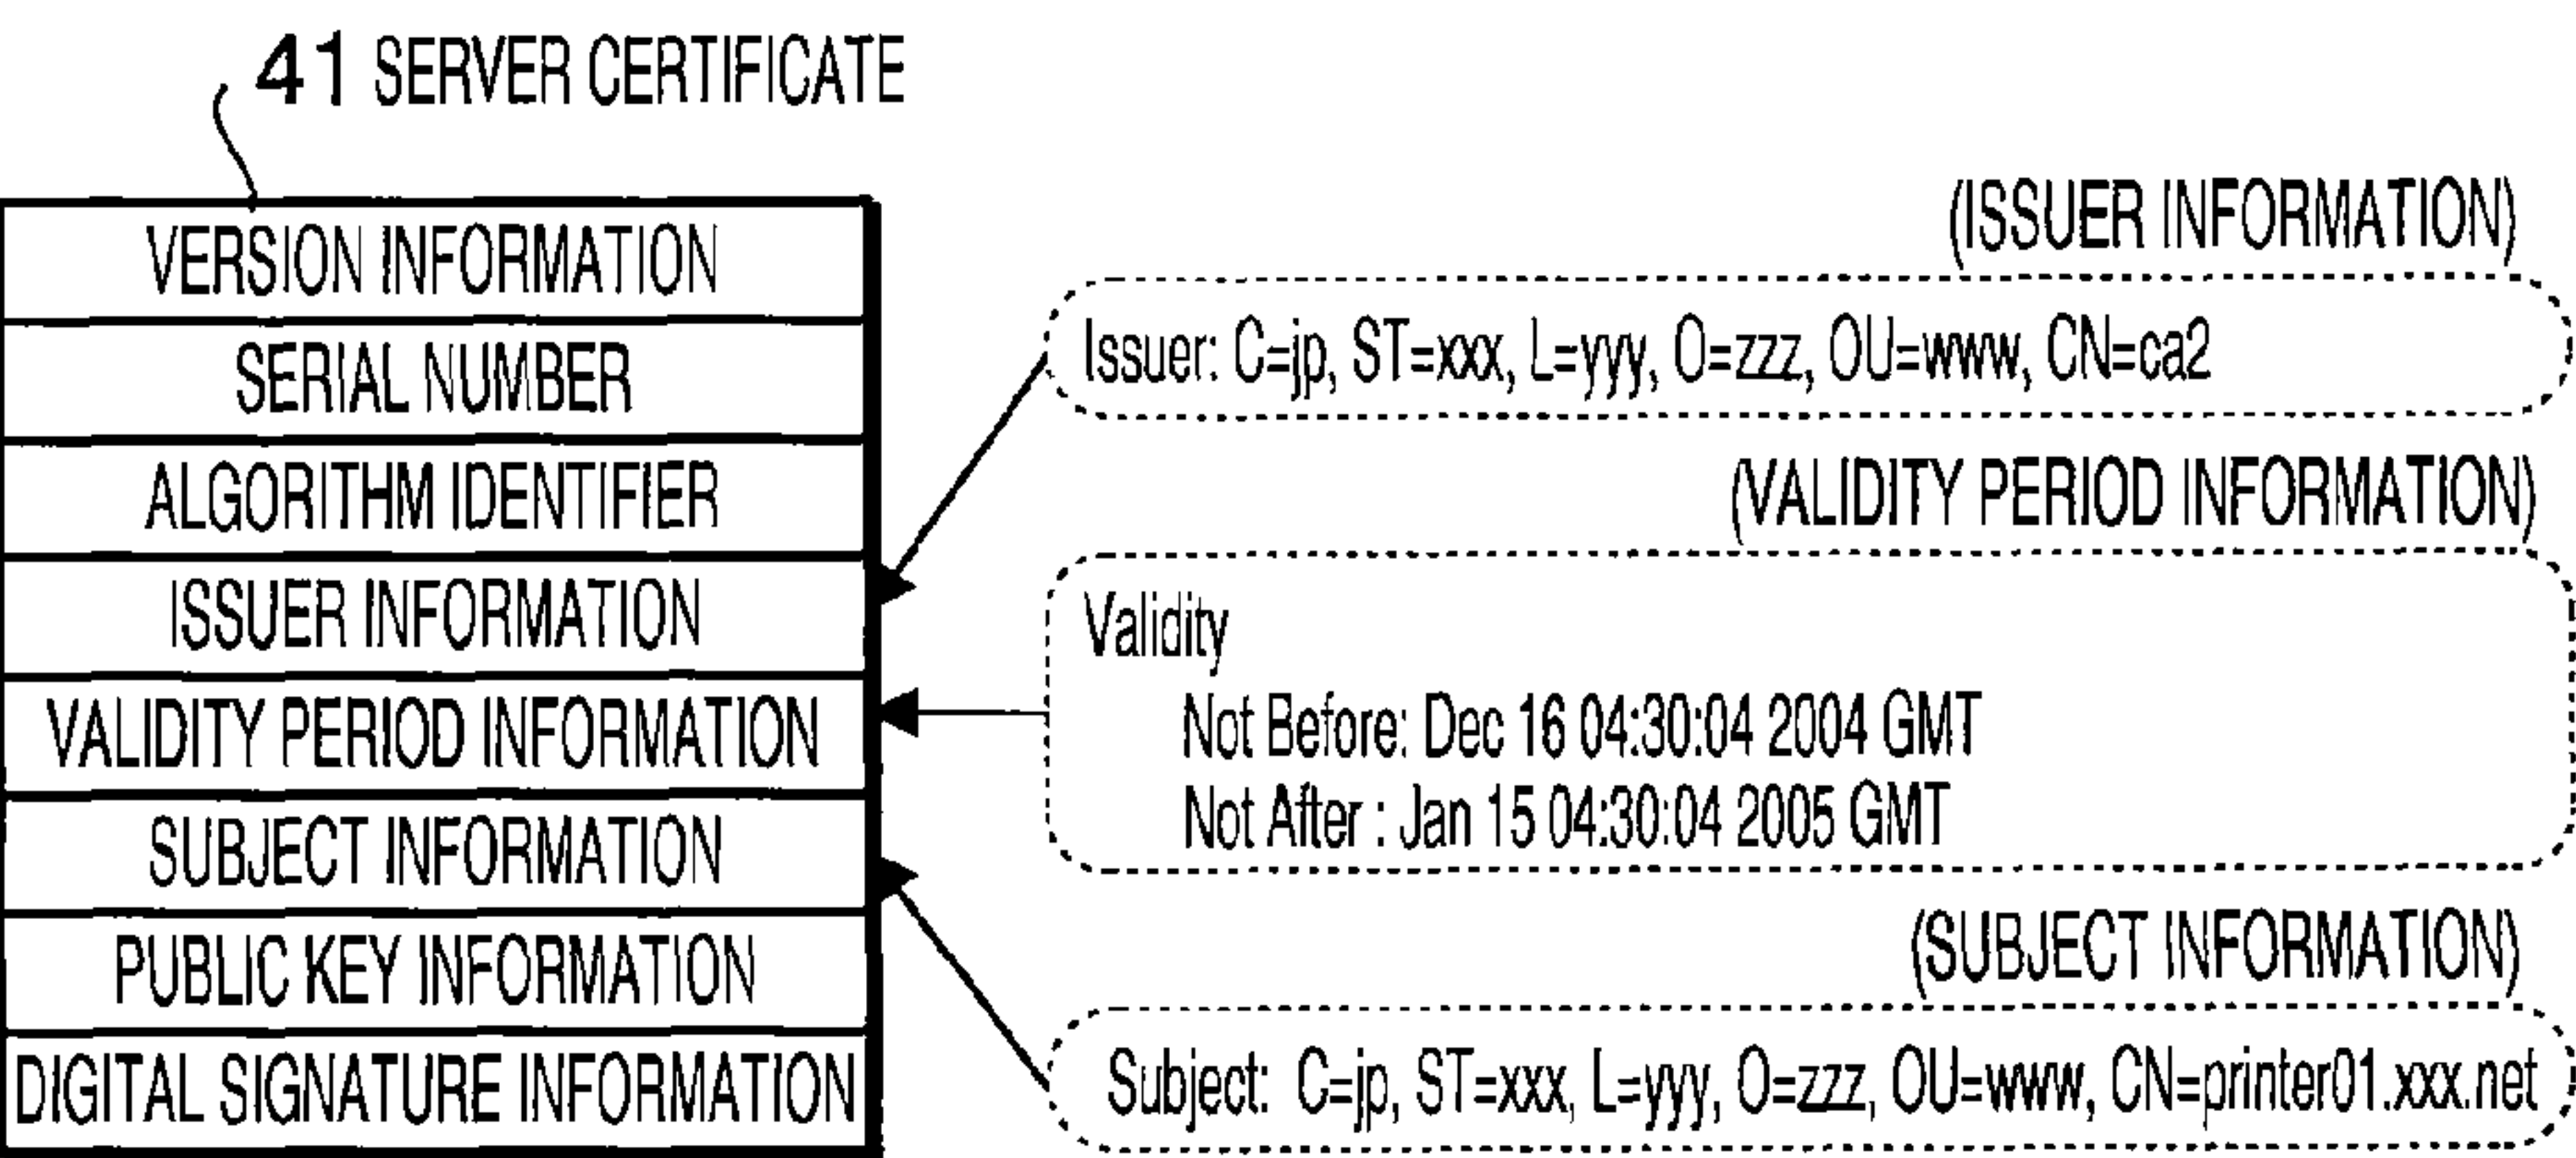 41 SERVER CERTIFICATE
VERSION INFORMATION
SERIAL NUMBER
ALGORITHM IDENTIFIER
ISSUER INFORMATION
VALIDITY PERIOD INFORMATION
SUBJECT INFORMATION
PUBLIC KEY INFORMATION
DIGITAL SIGNATURE INFORMATION
(ISSUER INFORMATION)
Issuer: C=jp, ST=xxx, L=yyy, O=zzz, OU=www, CN=ca2
(VALIDITY PERIOD INFORMATION)
Validity
Not Before: Dec 16 04:30:04 2004 GMT
Not After : Jan 15 04:30:04 2005 GMT
(SUBJECT INFORMATION)
Subject: C=jp, ST=xxx, L=yyy, O=zzz, OU=www, CN=printer01.xxx.net